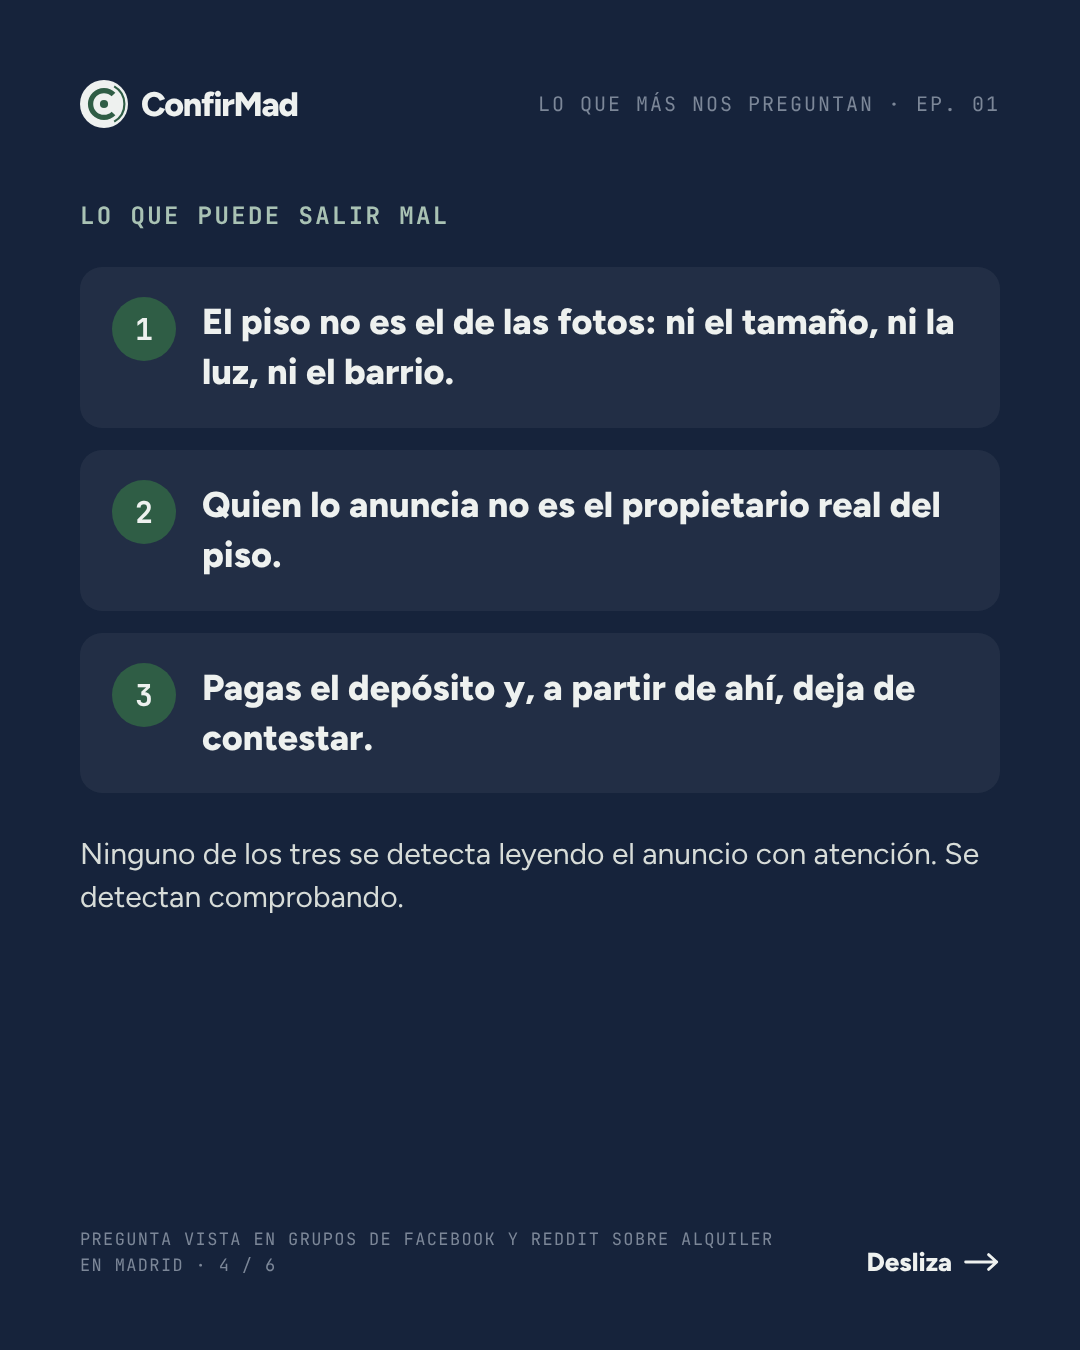 ConfirMad
LO QUE MÁS NOS PREGUNTAN · EP. 01
LO QUE PUEDE SALIR MAL
1
El piso no es el de las fotos: ni el tamaño, ni la
luz, ni el barrio.
2
Quien lo anuncia no es el propietario real del
piso.
3
Pagas el depósito y, a partir de ahí, deja de
contestar.
Ninguno de los tres se detecta leyendo el anuncio con atención. Se
detectan comprobando.
PREGUNTA VISTA EN GRUPOS DE FACEBOOK Y REDDIT SOBRE ALQUILER
EN MADRID · 4 / 6
Desliza →